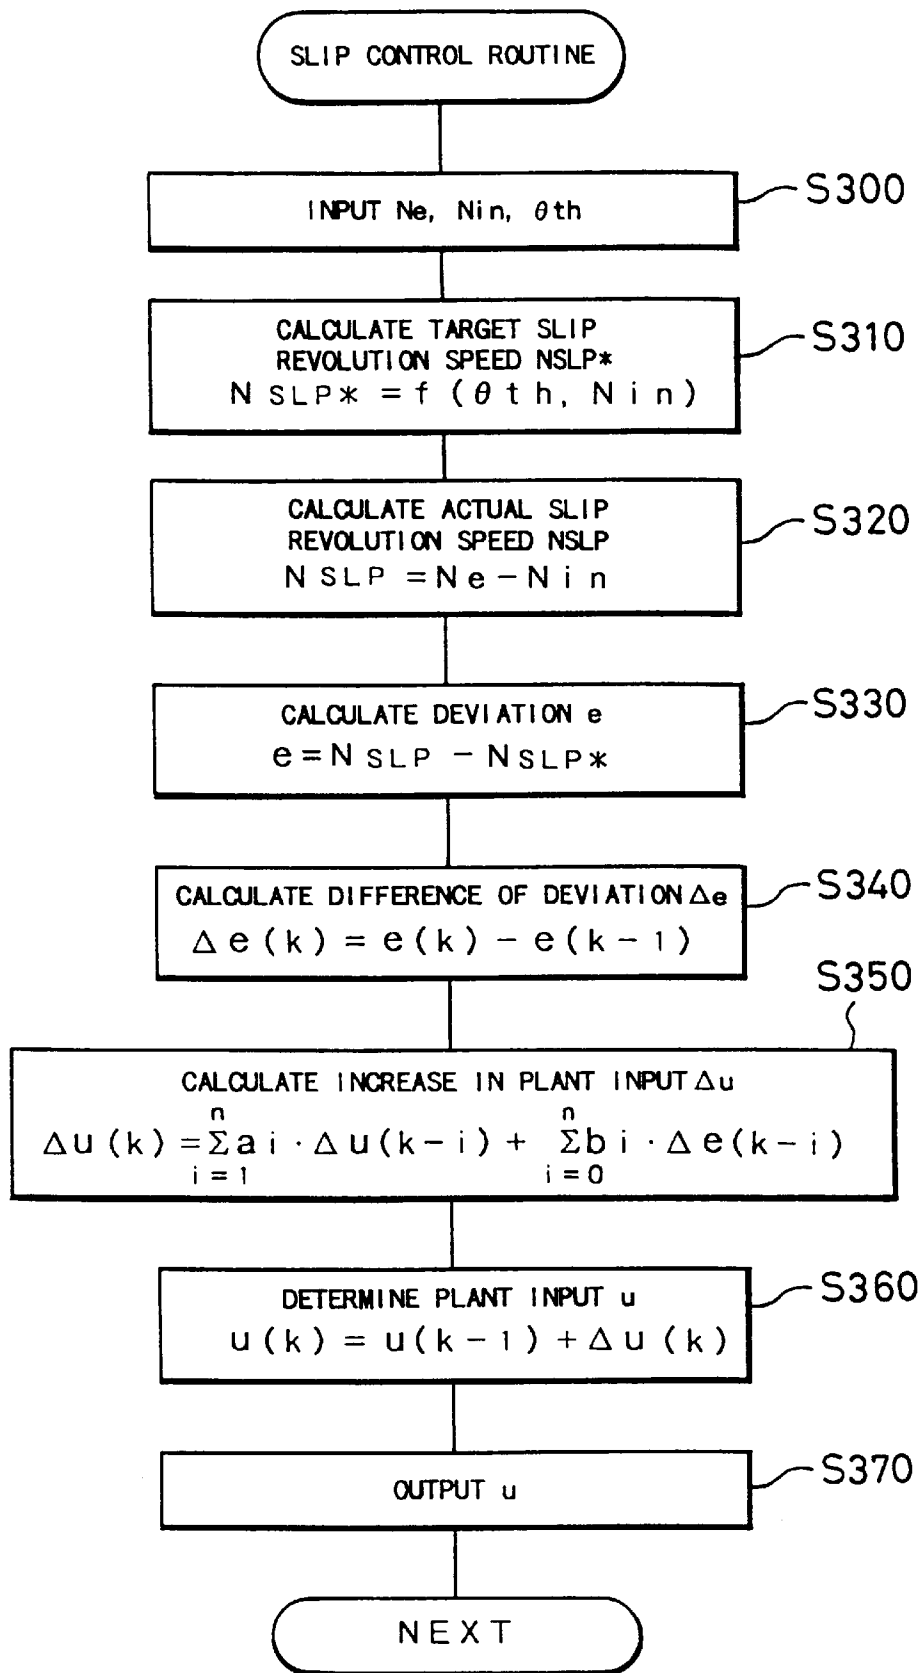 SLIP CONTROL ROUTINE
S300
INPUT Ne, Nin, θth
S310
CALCULATE TARGET SLIP
REVOLUTION SPEED NSLP*
NSLP* = f (θth, Nin)
S320
CALCULATE ACTUAL SLIP
REVOLUTION SPEED NSLP
NSLP = Ne - Nin
S330
CALCULATE DEVIATION e
e = NSLP - NSLP*
S340
CALCULATE DIFFERENCE OF DEVIATION Δe
Δe (k) = e (k) - e (k - 1)
S350
CALCULATE INCREASE IN PLANT INPUT Δu
n n
Δu (k) = Σ ai · Δu (k-i) + Σ bi · Δe (k-i)
i = 1 i = 0
S360
DETERMINE PLANT INPUT u
u (k) = u (k - 1) + Δu (k)
S370
OUTPUT u
NEXT